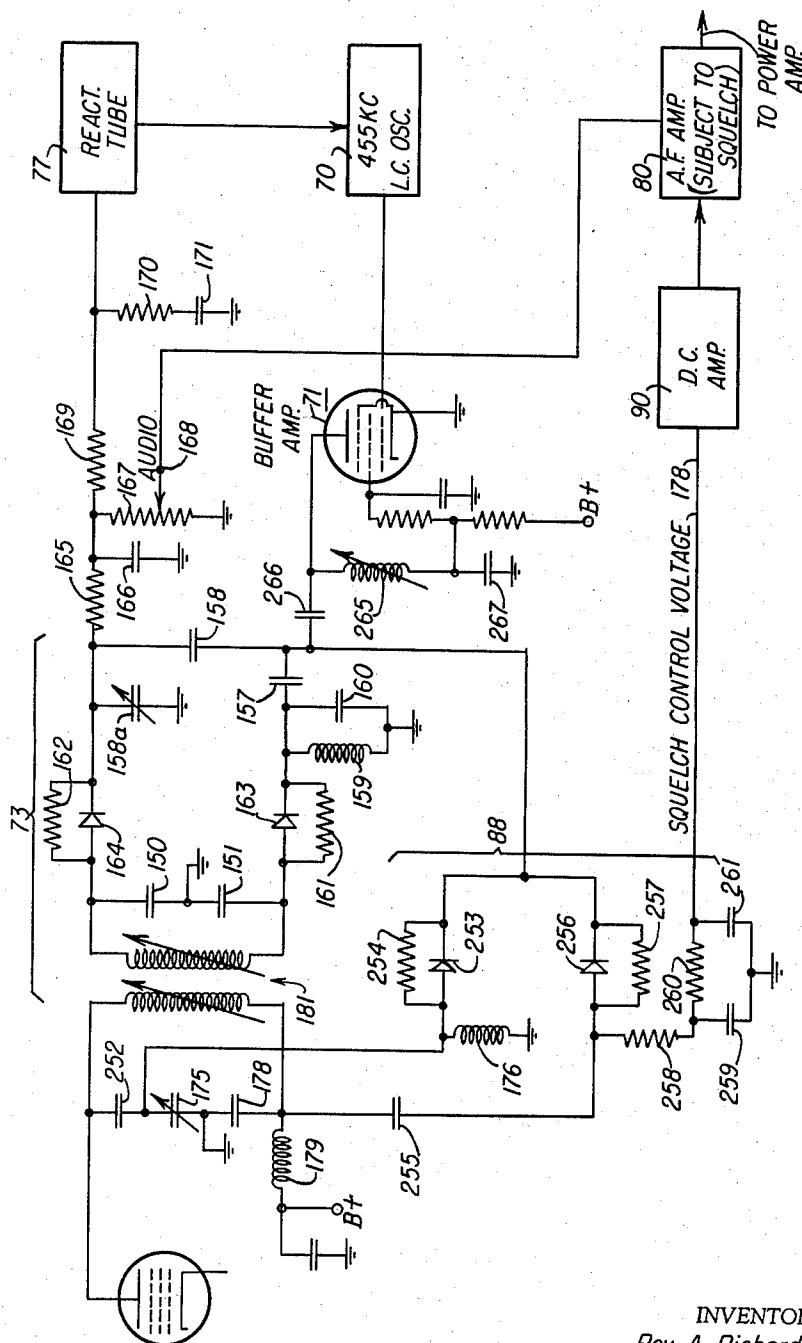 73
162
164
158a
150
151
163
161
159
160
157
158
165
166
167
AUDIO
168
169
170
171
77
REACT.
TUBE
70
455KC
L.C. OSC.
BUFFER
AMP.
71
266
265
267
B+
80
A.F. AMP.
(SUBJECT TO
SQUELCH)
TO POWER
AMP.
90
D.C.
AMP.
SQUELCH CONTROL VOLTAGE
178
88
254
253
176
256
257
258
259
260
261
181
252
175
178
179
B+
255
INVENTOR